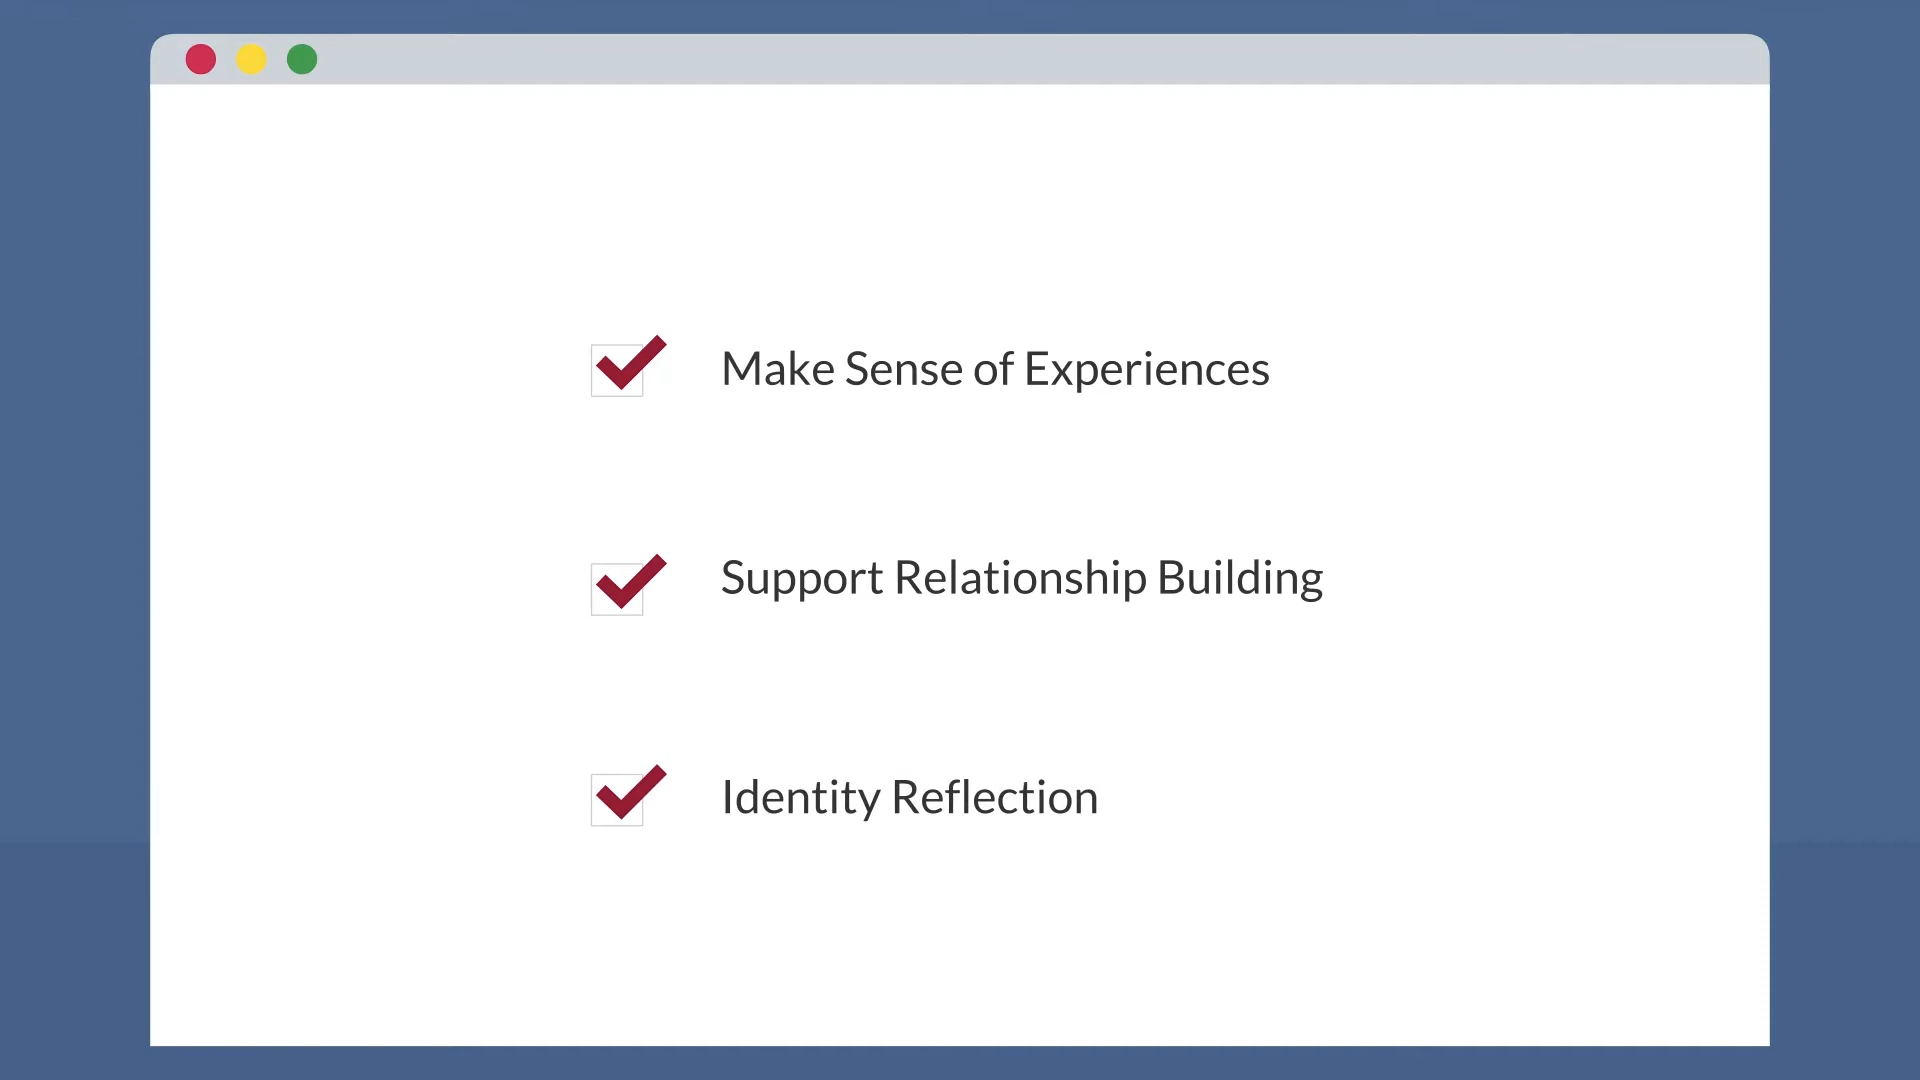 Make Sense of Experiences
Support Relationship Building
Identity Reflection